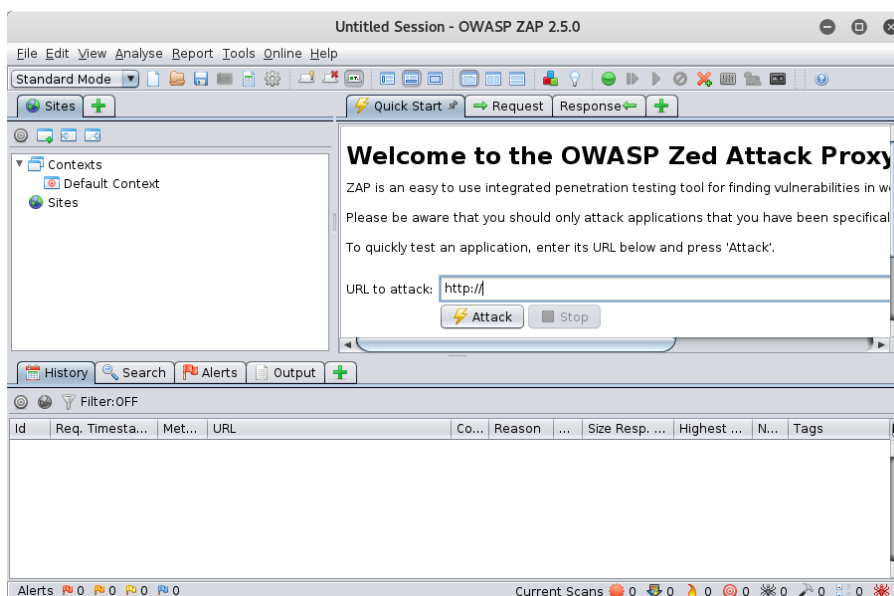 Untitled Session - OWASP ZAP 2.5.0
File Edit View Analyse Report Tools Online Help
Standard Mode
Sites
Quick Start Request Response
Contexts
Default Context
Sites
Welcome to the OWASP Zed Attack Proxy
ZAP is an easy to use integrated penetration testing tool for finding vulnerabilities in
Please be aware that you should only attack applications that you have been
To quickly test an application, enter its URL below and press 'Attack'.
URL to attack: http://
Attack Stop
History Search Alerts Output
Filter:OFF
Id Req. Timesta... Met... URL Co... Reason ... Size Resp. ... Highest ... N... Tags
Alerts 0 0 0 0 Current Scans 0 0 0 0 0 0 0